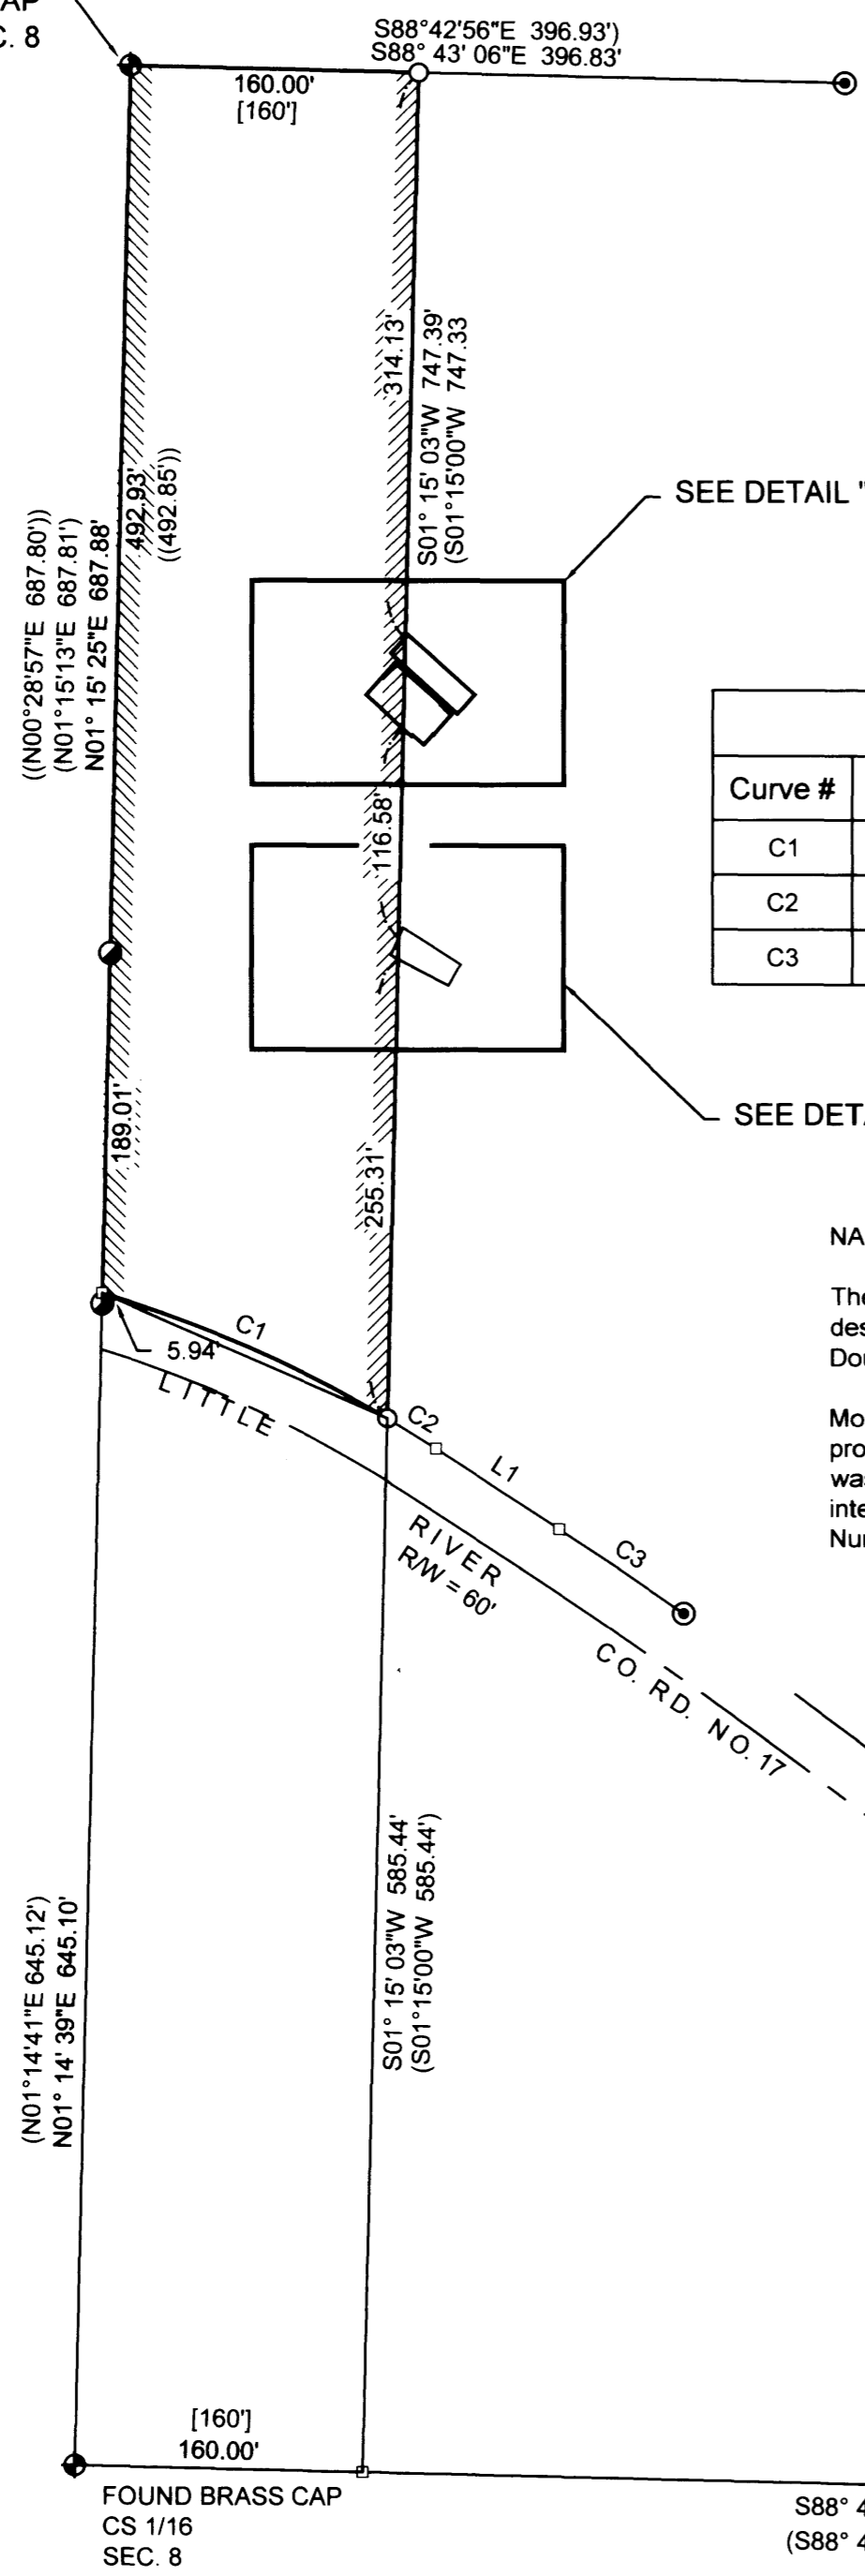 AP
C. 8
S88°42'56"E 396.93')
S88° 43' 06"E 396.83'
160.00'
[160']
314.13'
S01° 15' 03"W 747.39'
(S01°15'00"W 747.33
492.93'
((492.85'))
((N00°28'57"E 687.80'))
(N01°15'13"E 687.81')
N01° 15' 25"E 687.88'
SEE DETAIL "
116.58'
Curve #
C1
C2
C3
189.01'
255.31'
SEE DETA
NA
The
des
Dou
Mo
pro
was
inte
Nur
C1
5.94'
LITTLE
C2
L1
C3
RIVER
R/W = 60'
CO. RD. NO. 17
S01° 15' 03"W 585.44'
(S01°15'00"W 585.44')
(N01°14'41"E 645.12')
N01° 14' 39"E 645.10'
[160']
160.00'
FOUND BRASS CAP
CS 1/16
SEC. 8
S88° 4
(S88° 4